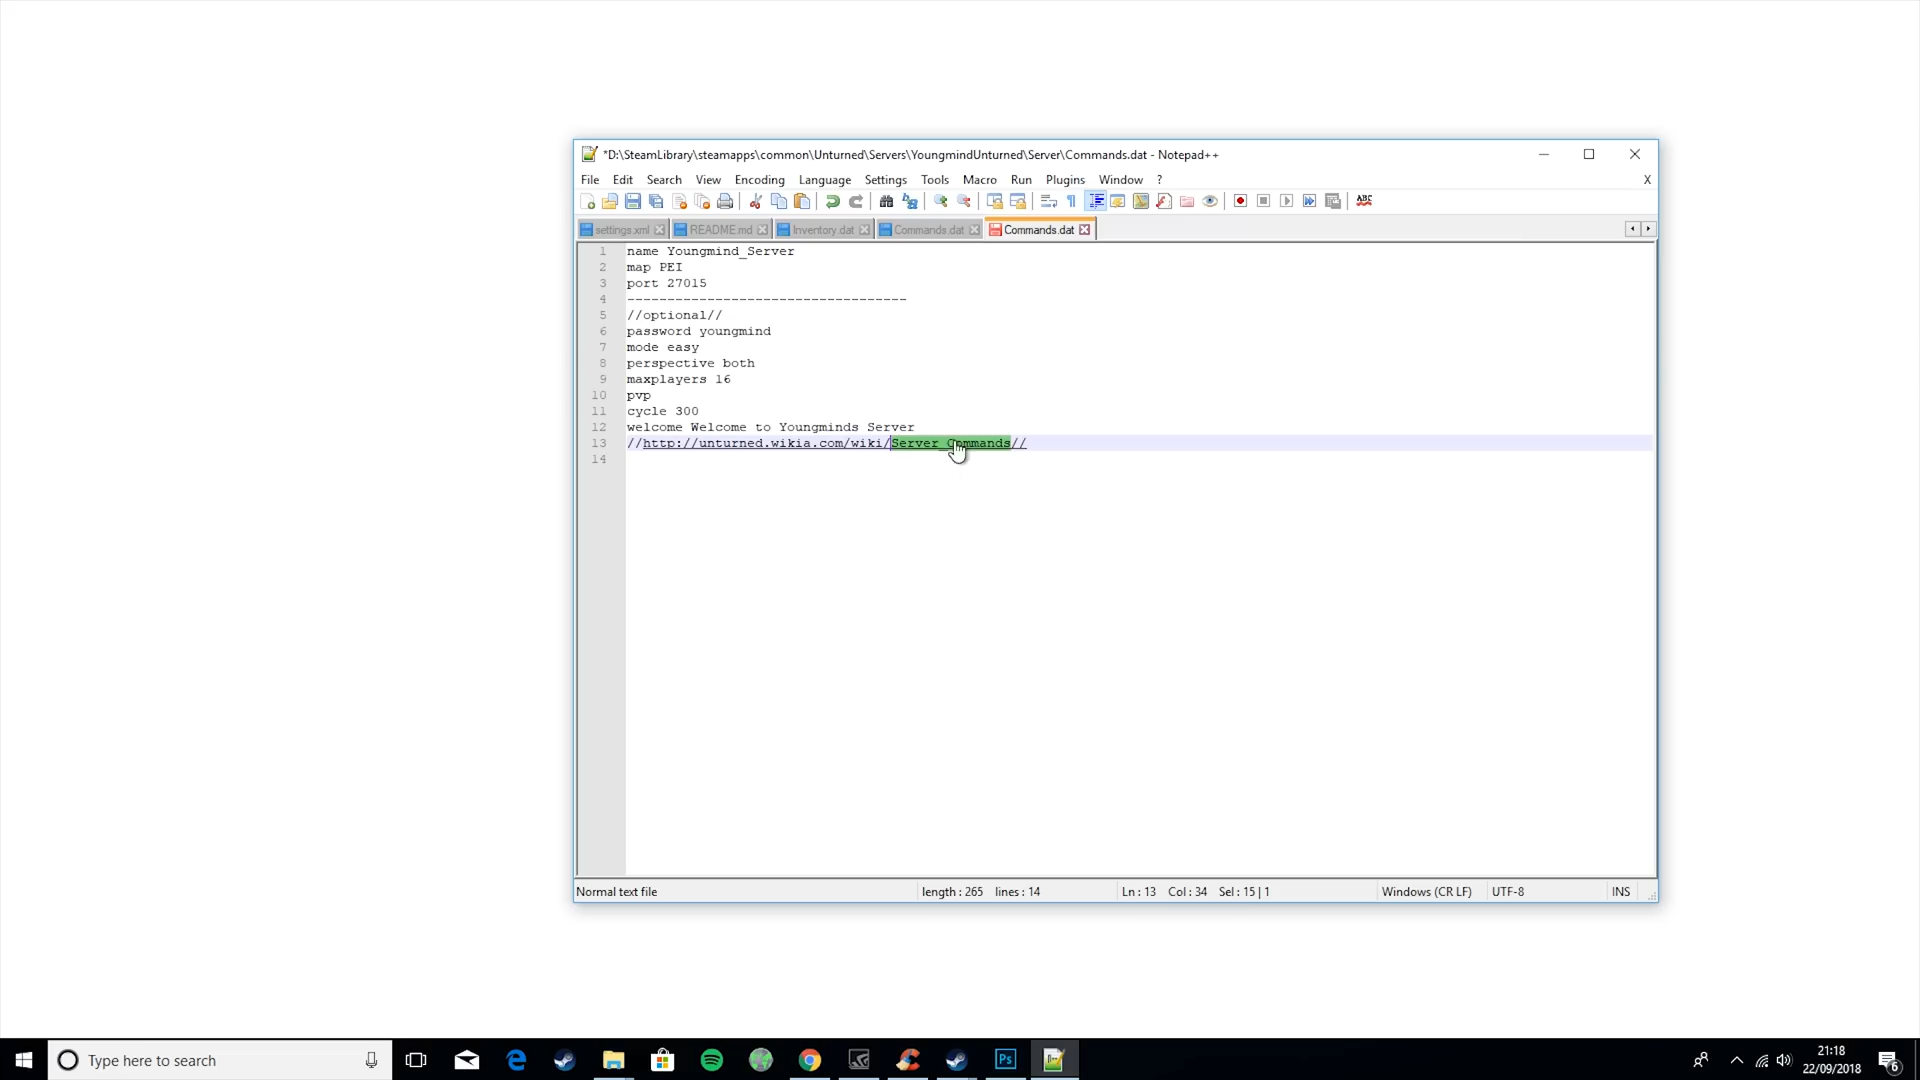 *D:\SteamLibrary\steamapps\common\Unturned\Servers\YoungmindUnturned\Server\Commands.dat - Notepad++
File Edit Search View Encoding Language Settings Tools Macro Run Plugins Window ? X
ABC
settings.xml README.md Inventory.dat Commands.dat Commands.dat
1 name Youngmind_Server
2 map PEI
3 port 27015
4 -----------------------------------
5 //optional//
6 password youngmind
7 mode easy
8 perspective both
9 maxplayers 16
10 pvp
11 cycle 300
12 welcome Welcome to Youngminds Server
13 //http://unturned.wikia.com/wiki/Server_Commands//
14
Normal text file length : 265 lines : 14 Ln : 13 Col : 34 Sel : 15 | 1 Windows (CR LF) UTF-8 INS
Type here to search
Ps
21:18
22/09/2018
6